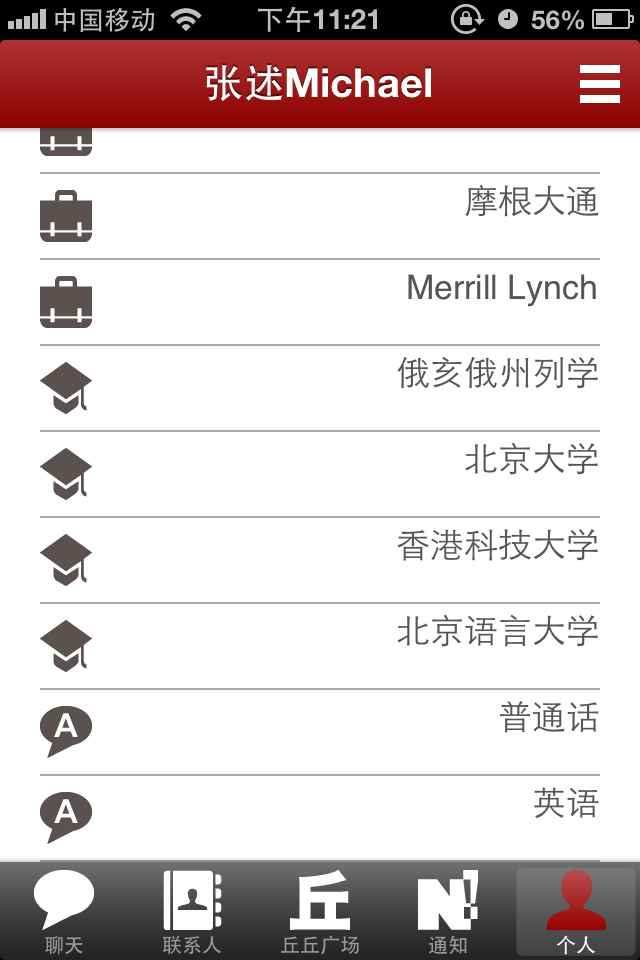 中国移动 下午11:21 56%
张述Michael
摩根大通
Merrill Lynch
俄亥俄州列学
北京大学
香港科技大学
北京语言大学
A 普通话
A 英语
丘 N!
聊天 联系人 丘丘广场 通知 个人